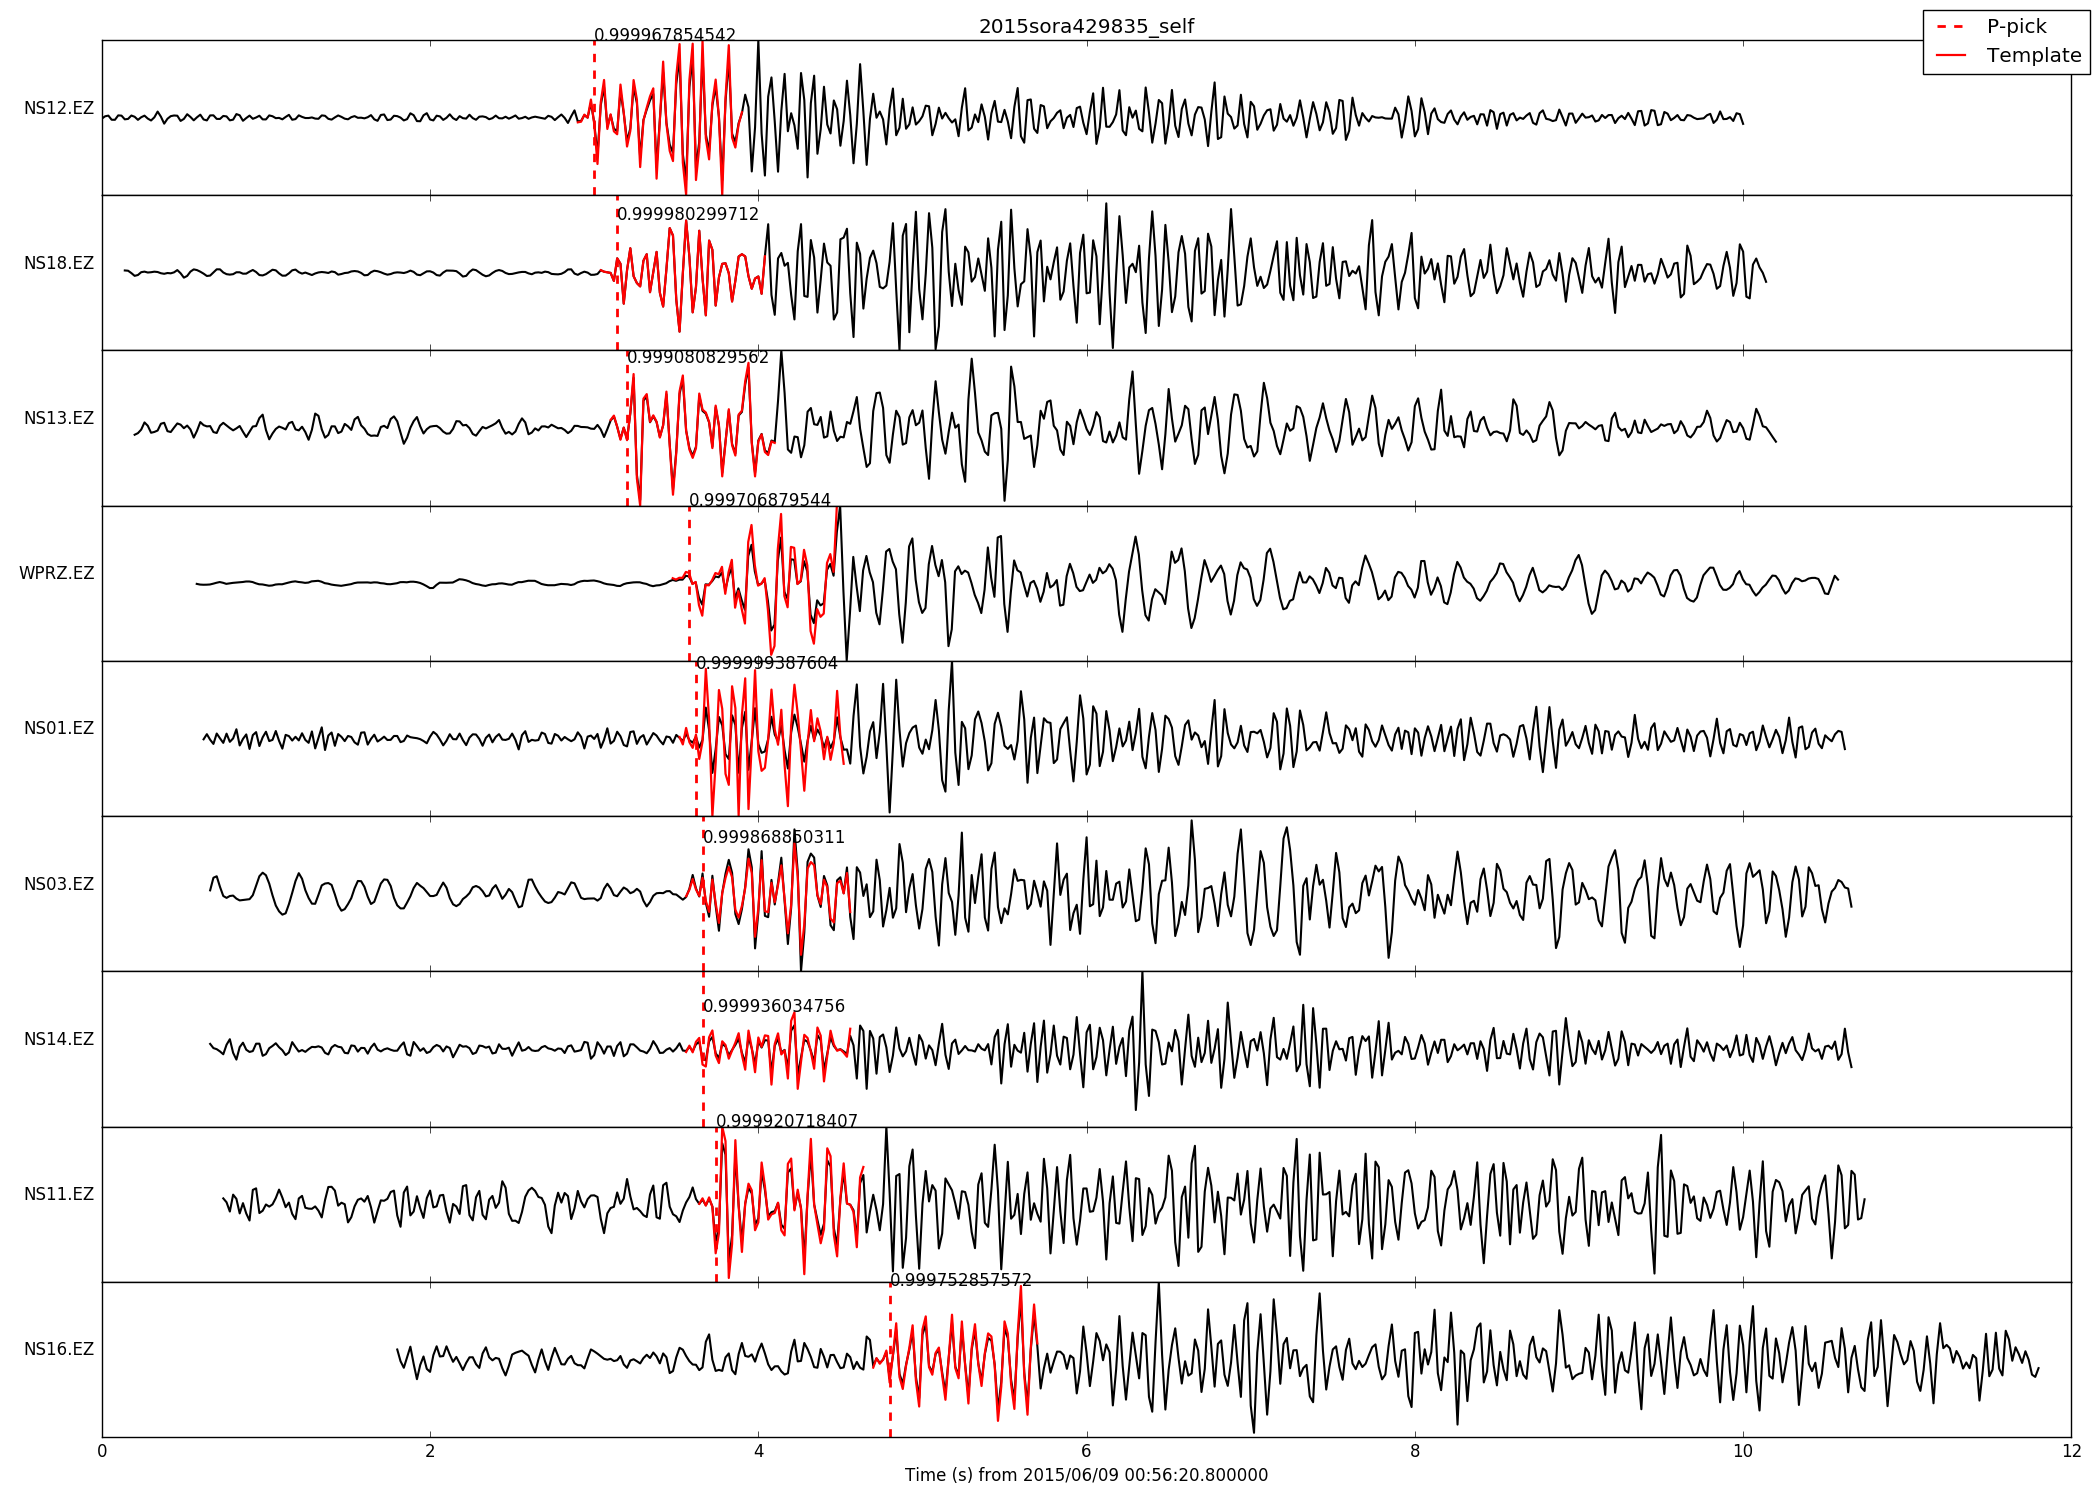 2015sora429835_self
P-pick
Template
NS12.EZ
0.999967854542
NS18.EZ
0.999980299712
NS13.EZ
0.999080829562
WPRZ.EZ
0.999706879544
NS01.EZ
0.999999387604
NS03.EZ
0.999868850311
NS14.EZ
0.999936034756
NS11.EZ
0.999920718407
NS16.EZ
0.999752857572
0 2 4 6 8 10 12
Time (s) from 2015/06/09 00:56:20.800000